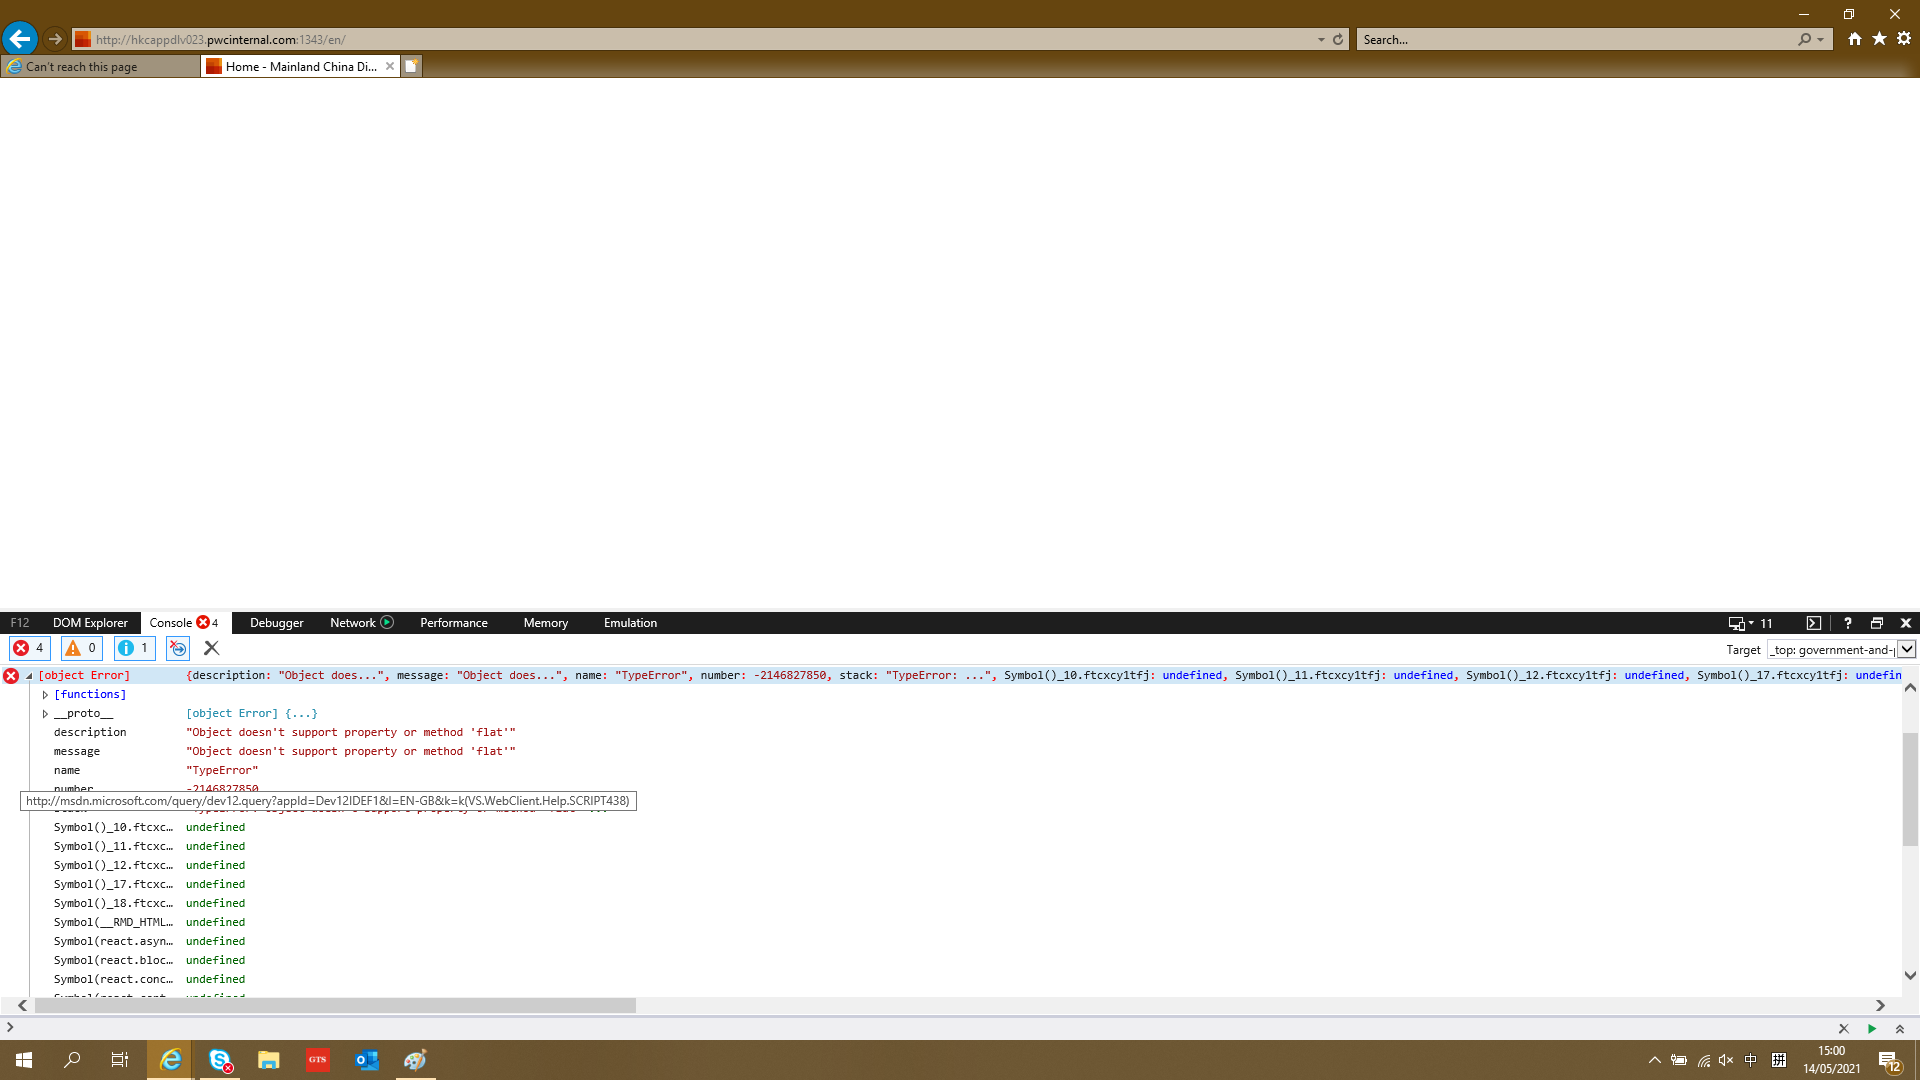 http://hkcappdlv023.pwcinternal.com:1343/en/
Search...
Can't reach this page
Home - Mainland China Di...
F12 DOM Explorer Console 4 Debugger Network Performance Memory Emulation 11
4 0 1 Target _top: government-and-
[object Error] {description: "Object does...", message: "Object does...", name: "TypeError", number: -2146827850, stack: "TypeError: ...", Symbol()_10.ftcxcy1tfj: undefined, Symbol()_11.ftcxcy1tfj: undefined, Symbol()_12.ftcxcy1tfj: undefined, Symbol()_17.ftcxcy1tfj: undefin
[functions]
__proto__ [object Error] {...}
description "Object doesn't support property or method 'flat'"
message "Object doesn't support property or method 'flat'"
name "TypeError"
number -2146827850
http://msdn.microsoft.com/query/dev12.query?appId=Dev12IDEF1&l=EN-GB&k=k(VS.WebClient.Help.SCRIPT438)
Symbol()_10.ftcxc... undefined
Symbol()_11.ftcxc... undefined
Symbol()_12.ftcxc... undefined
Symbol()_17.ftcxc... undefined
Symbol()_18.ftcxc... undefined
Symbol(__RMD_HTML... undefined
Symbol(react.asyn... undefined
Symbol(react.bloc... undefined
Symbol(react.conc... undefined
GTS
中 拼
15:00
14/05/2021
12